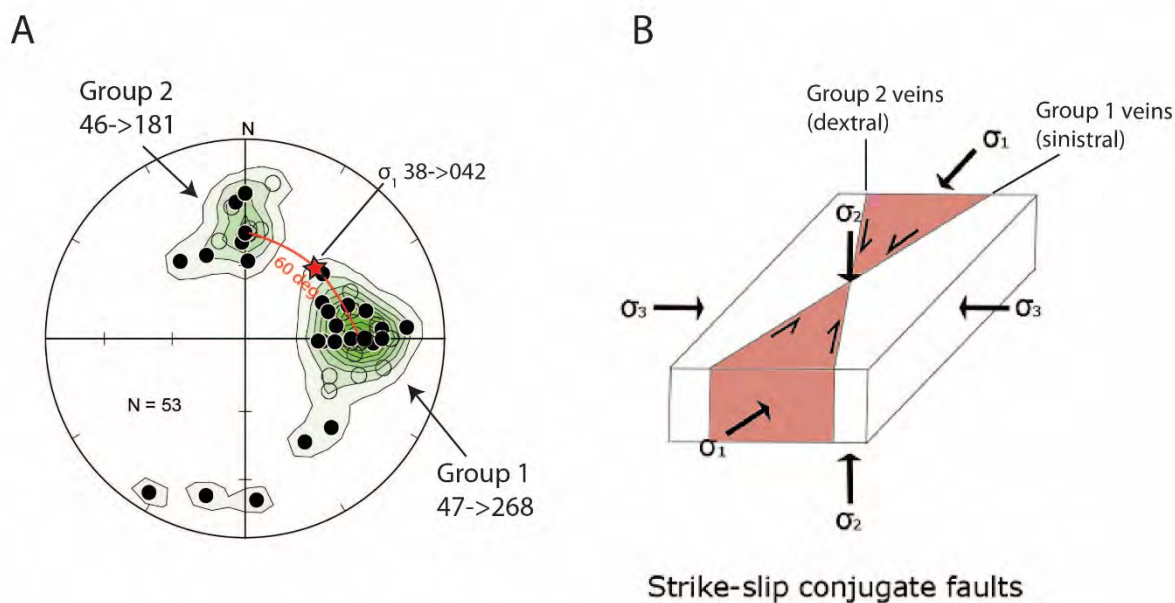 A
Group 2
46->181
N
σ1 38->042
60 deg
N = 53
Group 1
47->268
B
Group 2 veins
(dextral)
Group 1 veins
(sinistral)
σ1
σ2
σ3
σ3
σ1
σ2
Strike-slip conjugate faults